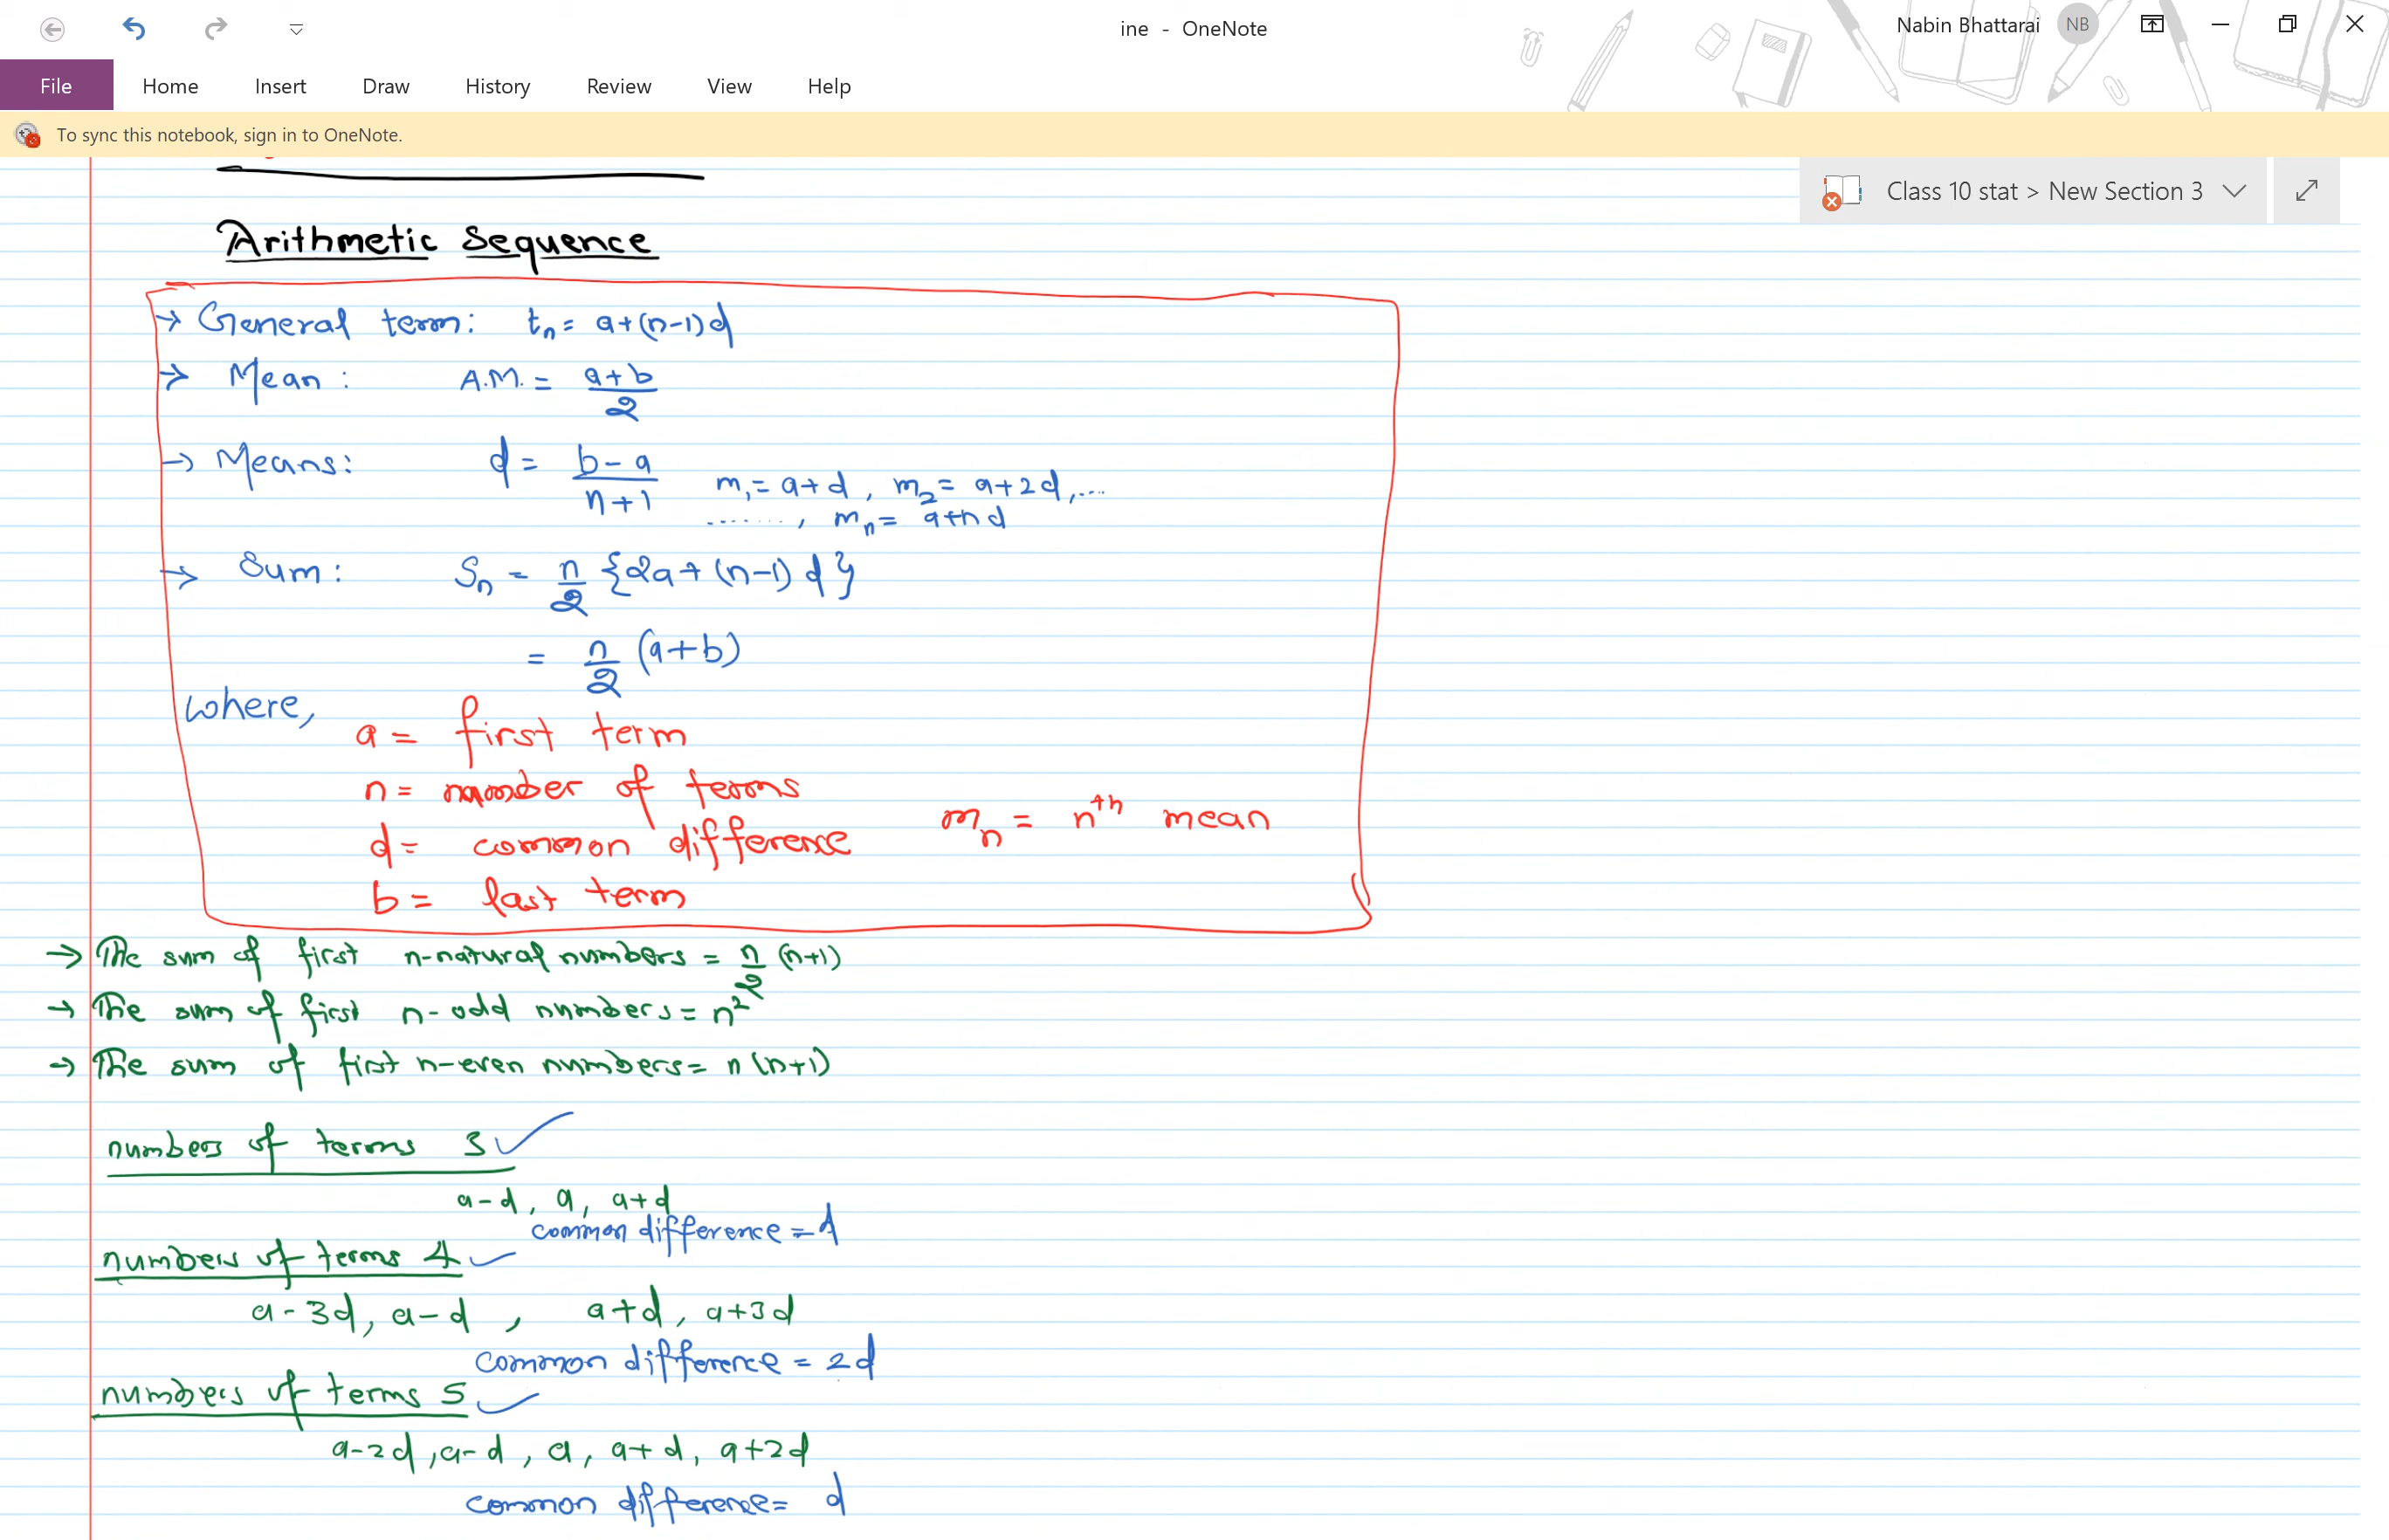 ine - OneNote
Nabin Bhattarai NB
File Home Insert Draw History Review View Help
To sync this notebook, sign in to OneNote.
Class 10 stat > New Section 3
Arithmetic Sequence
→ General term: tₙ = a+(n-1)d
→ Mean: A.M. = (a+b)/2
→ Means: d = (b-a)/(n+1) m₁ = a+d, m₂ = a+2d,....
........, mₙ = a+nd
→ Sum: Sₙ = n/2 {2a+(n-1)d}
= n/2 (a+b)
where,
a = first term
n = number of terms
d = common difference mₙ = nᵗʰ mean
b = last term
→ The sum of first n-natural numbers = n/2 (n+1)
→ The sum of first n-odd numbers = n²
→ The sum of first n-even numbers = n(n+1)
numbers of terms 3
a-d, a, a+d
common difference = d
numbers of terms 4
a-3d, a-d, a+d, a+3d
common difference = 2d
numbers of terms 5
a-2d, a-d, a, a+d, a+2d
common difference = d